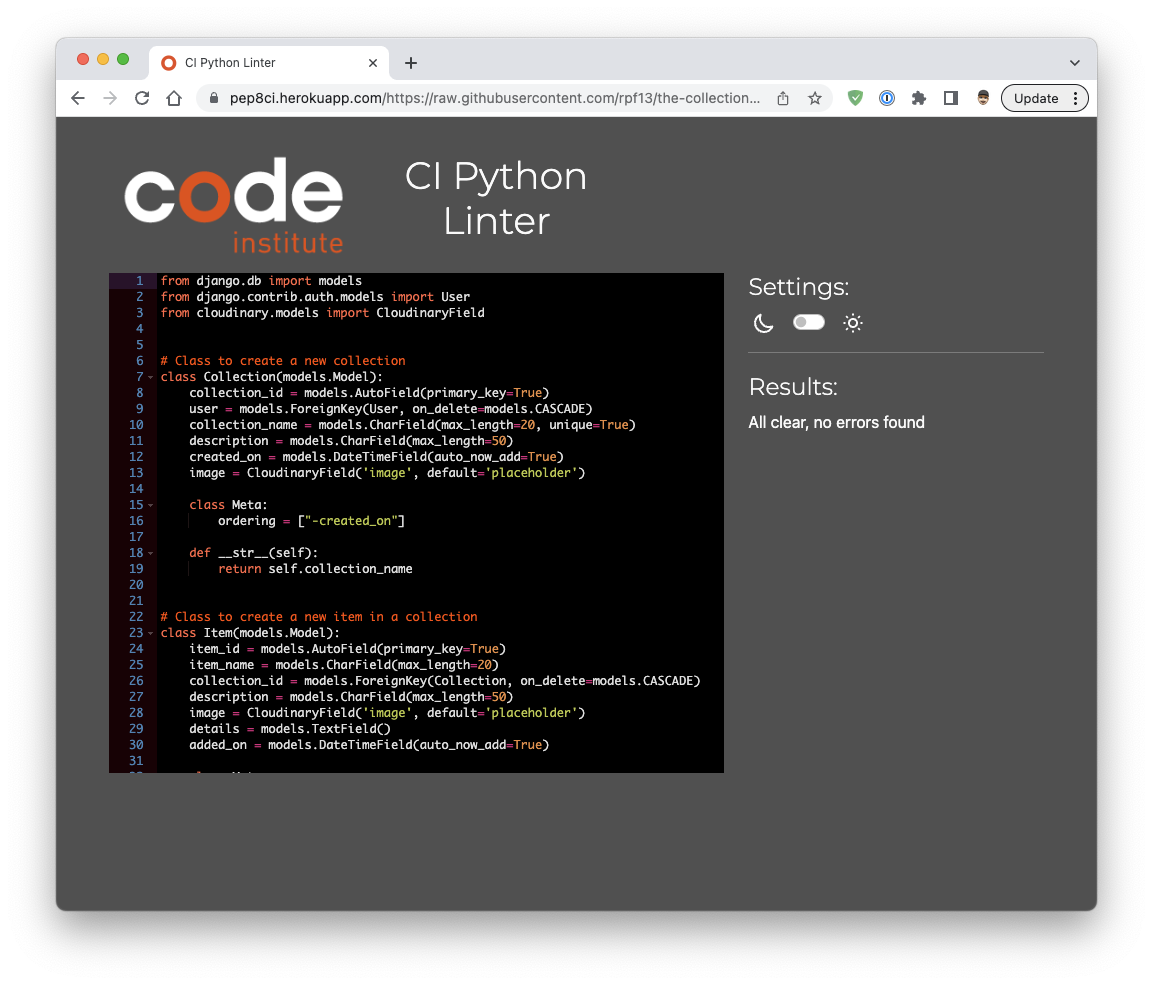 CI Python Linter
pep8ci.herokuapp.com/https://raw.githubusercontent.com/rpf13/the-collection...
Update
code
institute
CI Python
Linter
1 from django.db import models
2 from django.contrib.auth.models import User
3 from cloudinary.models import CloudinaryField
4
5
6 # Class to create a new collection
7 class Collection(models.Model):
8 collection_id = models.AutoField(primary_key=True)
9 user = models.ForeignKey(User, on_delete=models.CASCADE)
10 collection_name = models.CharField(max_length=20, unique=True)
11 description = models.CharField(max_length=50)
12 created_on = models.DateTimeField(auto_now_add=True)
13 image = CloudinaryField('image', default='placeholder')
14
15 class Meta:
16 ordering = ["-created_on"]
17
18 def __str__(self):
19 return self.collection_name
20
21
22 # Class to create a new item in a collection
23 class Item(models.Model):
24 item_id = models.AutoField(primary_key=True)
25 item_name = models.CharField(max_length=20)
26 collection_id = models.ForeignKey(Collection, on_delete=models.CASCADE)
27 description = models.CharField(max_length=50)
28 image = CloudinaryField('image', default='placeholder')
29 details = models.TextField()
30 added_on = models.DateTimeField(auto_now_add=True)
31
Settings:
Results:
All clear, no errors found